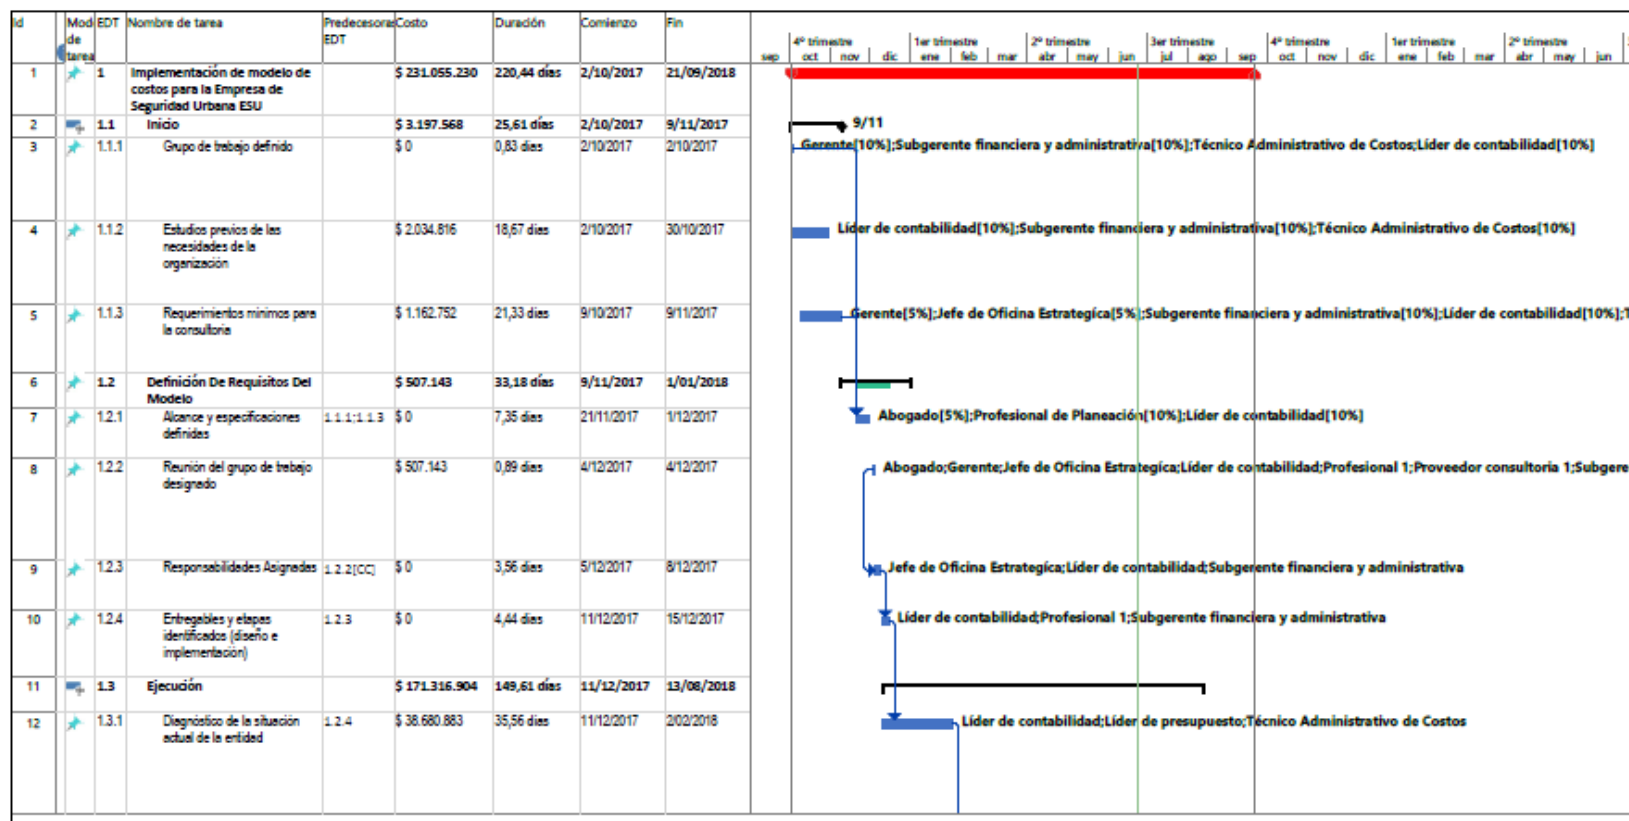 Id Mod de tarea EDT Nombre de tarea Predecesoras EDT Costo Duración Comienzo Fin
4º trimestre 1er trimestre 2º trimestre 3er trimestre 4º trimestre 1er trimestre 2º trimestre
sep oct nov dic ene feb mar abr may jun jul ago sep oct nov dic ene feb mar abr may jun
1 1 Implementación de modelo de $ 231.055.230 220,44 días 2/10/2017 21/09/2018
costos para la Empresa de
Seguridad Urbana ESU
2 1.1 Inicio $ 3.197.568 25,61 días 2/10/2017 9/11/2017 9/11
3 1.1.1 Grupo de trabajo definido $ 0 0,83 dias 2/10/2017 2/10/2017 Gerente[10%];Subgerente financiera y administrativa[10%];Técnico Administrativo de Costos;Líder de contabilidad[10%]
4 1.1.2 Estudios previos de las $ 2.034.816 18,67 dias 2/10/2017 30/10/2017 Líder de contabilidad[10%];Subgerente financiera y administrativa[10%];Técnico Administrativo de Costos[10%]
necesidades de la
organización
5 1.1.3 Requerimientos minimos para $ 1.162.752 21,33 dias 9/10/2017 9/11/2017 Gerente[5%];Jefe de Oficina Estrategíca[5%];Subgerente financiera y administrativa[10%];Líder de contabilidad[10%];T
la consultoria
6 1.2 Definición De Requisitos Del $ 507.143 33,18 días 9/11/2017 1/01/2018
Modelo
7 1.2.1 Alcance y especificaciones 1.1.1;1.1.3 $ 0 7,35 dias 21/11/2017 1/12/2017 Abogado[5%];Profesional de Planeación[10%];Líder de contabilidad[10%]
definidas
8 1.2.2 Reunión del grupo de trabajo $ 507.143 0,89 dias 4/12/2017 4/12/2017 Abogado;Gerente;Jefe de Oficina Estrategíca;Líder de contabilidad;Profesional 1;Proveedor consultoria 1;Subgere
designado
9 1.2.3 Responsabilidades Asignadas 1.2.2[CC] $ 0 3,56 dias 5/12/2017 8/12/2017 Jefe de Oficina Estrategíca;Líder de contabilidad;Subgerente financiera y administrativa
10 1.2.4 Entregables y etapas 1.2.3 $ 0 4,44 dias 11/12/2017 15/12/2017 Líder de contabilidad;Profesional 1;Subgerente financiera y administrativa
identificados (diseño e
implementación)
11 1.3 Ejecución $ 171.316.904 149,61 días 11/12/2017 13/08/2018
12 1.3.1 Diagnóstico de la situación 1.2.4 $ 38.680.883 35,56 dias 11/12/2017 2/02/2018 Líder de contabilidad;Líder de presupuesto;Técnico Administrativo de Costos
actual de la entidad